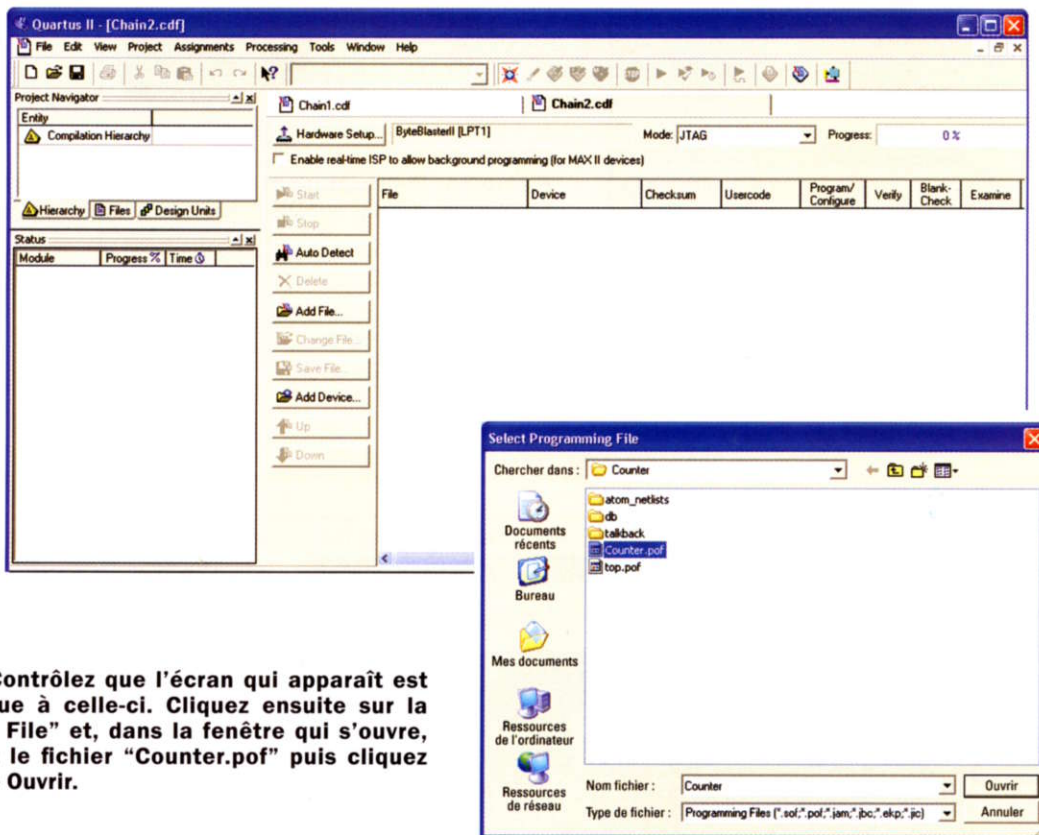 Quartus II - [Chain2.cdf]
File Edit View Project Assignments Processing Tools Window Help
Project Navigator
Entity
Compilation Hierarchy
Hierarchy Files Design Units
Status
Module Progress % Time
Chain1.cdf Chain2.cdf
Hardware Setup... ByteBlasterII [LPT1] Mode: JTAG Progress: 0 %
Enable real-time ISP to allow background programming (for MAX II devices)
File Device Checksum Usercode Program/ Configure Verify Blank- Check Examine
Start
Stop
Auto Detect
Delete
Add File...
Change File...
Save File...
Add Device...
Up
Down
Select Programming File
Chercher dans : Counter
Documents récents
Bureau
Mes documents
Ressources de l'ordinateur
Ressources de réseau
atom_netlists
db
talkback
Counter.pof
top.pof
Nom fichier : Counter Ouvrir
Type de fichier : Programming Files (*.sof;*.pof;*.jam;*.jbc;*.ekp;*.jic) Annuler
Contrôlez que l'écran qui apparaît est
ue à celle-ci. Cliquez ensuite sur la
File" et, dans la fenêtre qui s'ouvre,
le fichier "Counter.pof" puis cliquez
Ouvrir.